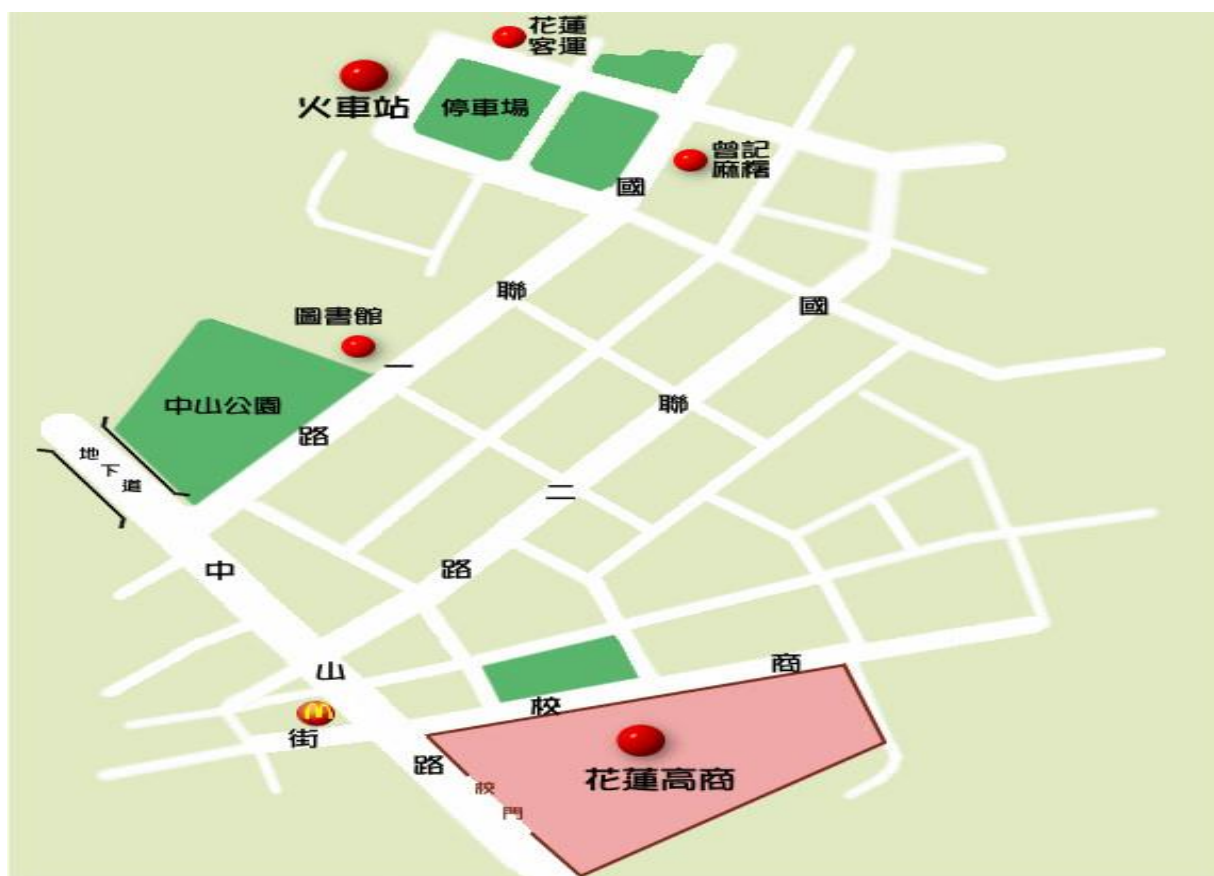 花蓮
客運
火車站
停車場
曾記
麻糬
國聯一路
圖書館
國聯二路
中山公園
地下道
中山路
商校街
M
花蓮高商
校門